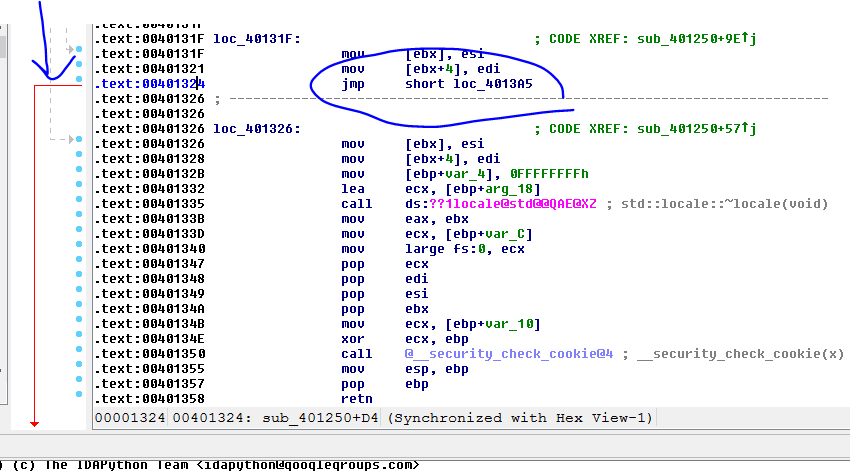 .text:0040131F
.text:0040131F loc_40131F: ; CODE XREF: sub_401250+9E↑j
.text:0040131F mov [ebx], esi
.text:00401321 mov [ebx+4], edi
.text:00401324 jmp short loc_4013A5
.text:00401326 ; ---------------------------------------------------------------------------
.text:00401326
.text:00401326 loc_401326: ; CODE XREF: sub_401250+57↑j
.text:00401326 mov [ebx], esi
.text:00401328 mov [ebx+4], edi
.text:0040132B mov [ebp+var_4], 0FFFFFFFFh
.text:00401332 lea ecx, [ebp+arg_18]
.text:00401335 call ds:??1locale@std@@QAE@XZ ; std::locale::~locale(void)
.text:0040133B mov eax, ebx
.text:0040133D mov ecx, [ebp+var_C]
.text:00401340 mov large fs:0, ecx
.text:00401347 pop ecx
.text:00401348 pop edi
.text:00401349 pop esi
.text:0040134A pop ebx
.text:0040134B mov ecx, [ebp+var_10]
.text:0040134E xor ecx, ebp
.text:00401350 call @__security_check_cookie@4 ; __security_check_cookie(x)
.text:00401355 mov esp, ebp
.text:00401357 pop ebp
.text:00401358 retn
00001324 00401324: sub_401250+D4 (Synchronized with Hex View-1)
) (c) The IDAPython Team <idapython@googlegroups.com>